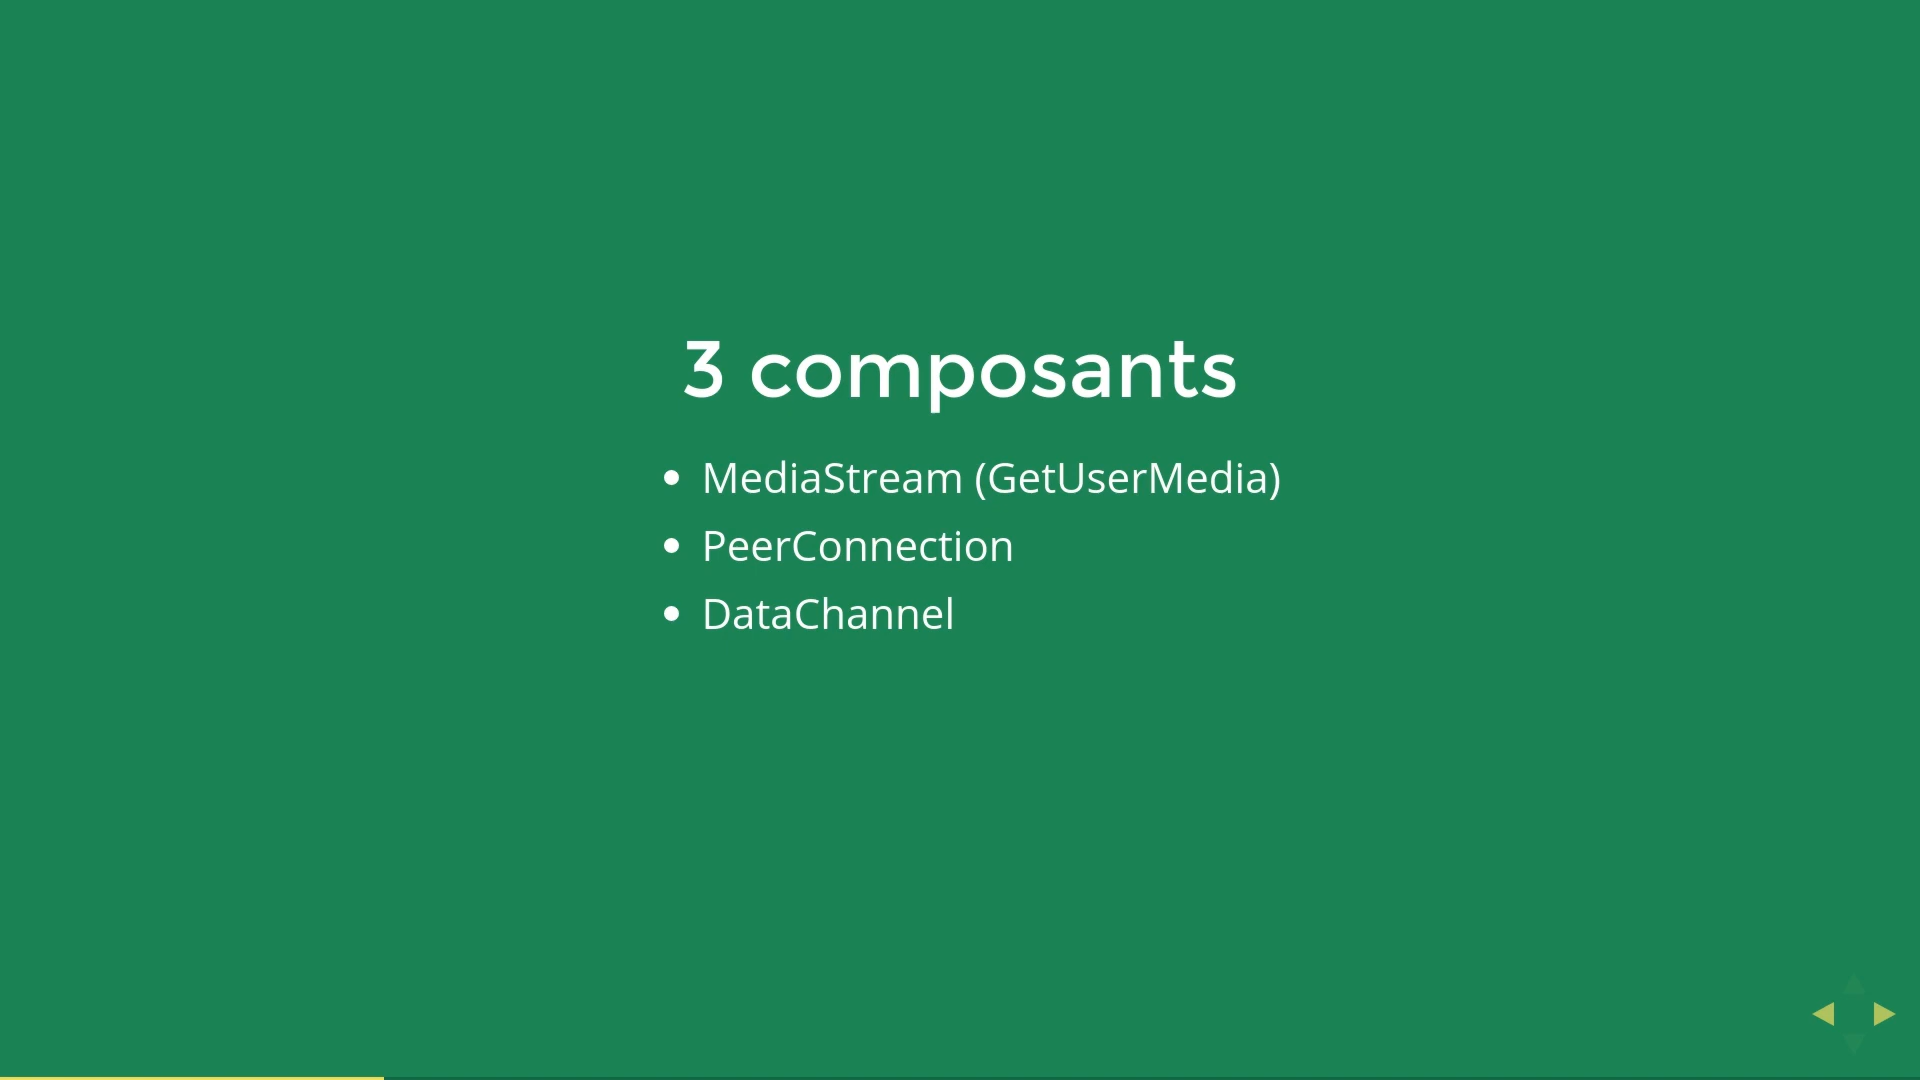 3 composants
MediaStream (GetUserMedia)
PeerConnection
DataChannel